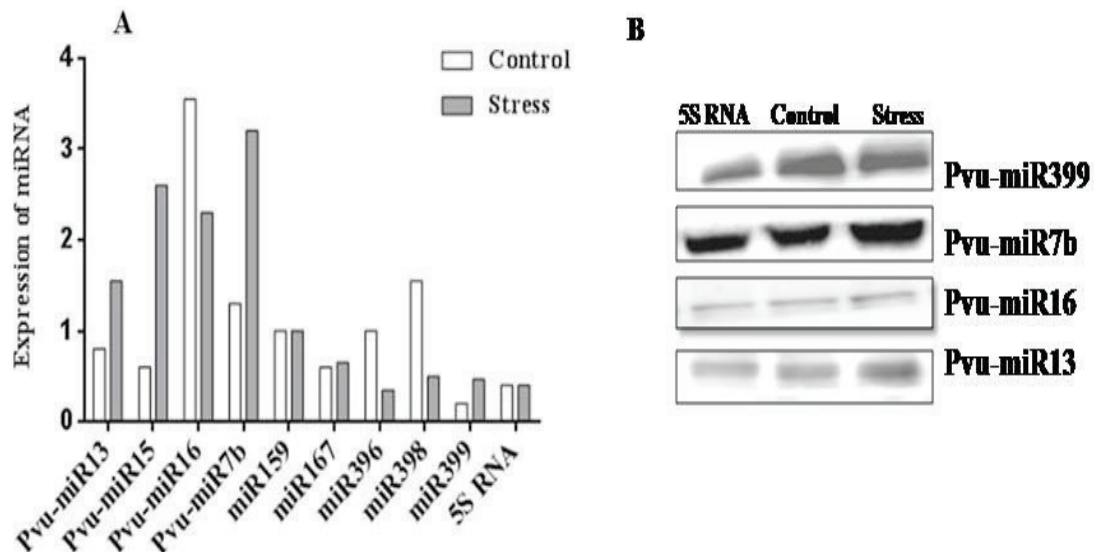 A
Control
Stress
Expression of miRNA
4
3
2
1
0
Pvu-miR13
Pvu-miR15
Pvu-miR16
Pvu-miR7b
miR159
miR167
miR396
miR398
miR399
5S RNA
B
5S RNA Control Stress
Pvu-miR399
Pvu-miR7b
Pvu-miR16
Pvu-miR13